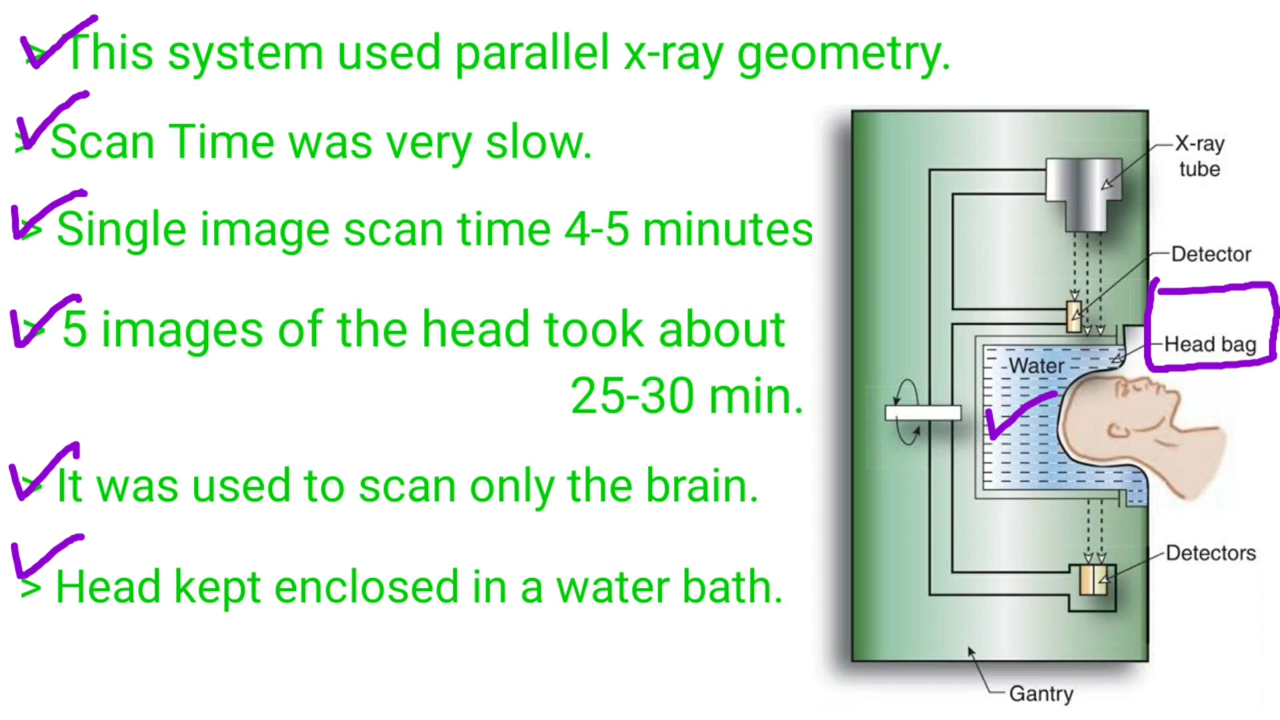 > This system used parallel x-ray geometry.
> Scan Time was very slow.
> Single image scan time 4-5 minutes
> 5 images of the head took about
25-30 min.
> It was used to scan only the brain.
> Head kept enclosed in a water bath.
X-ray
tube
Detector
Head bag
Water
Detectors
Gantry